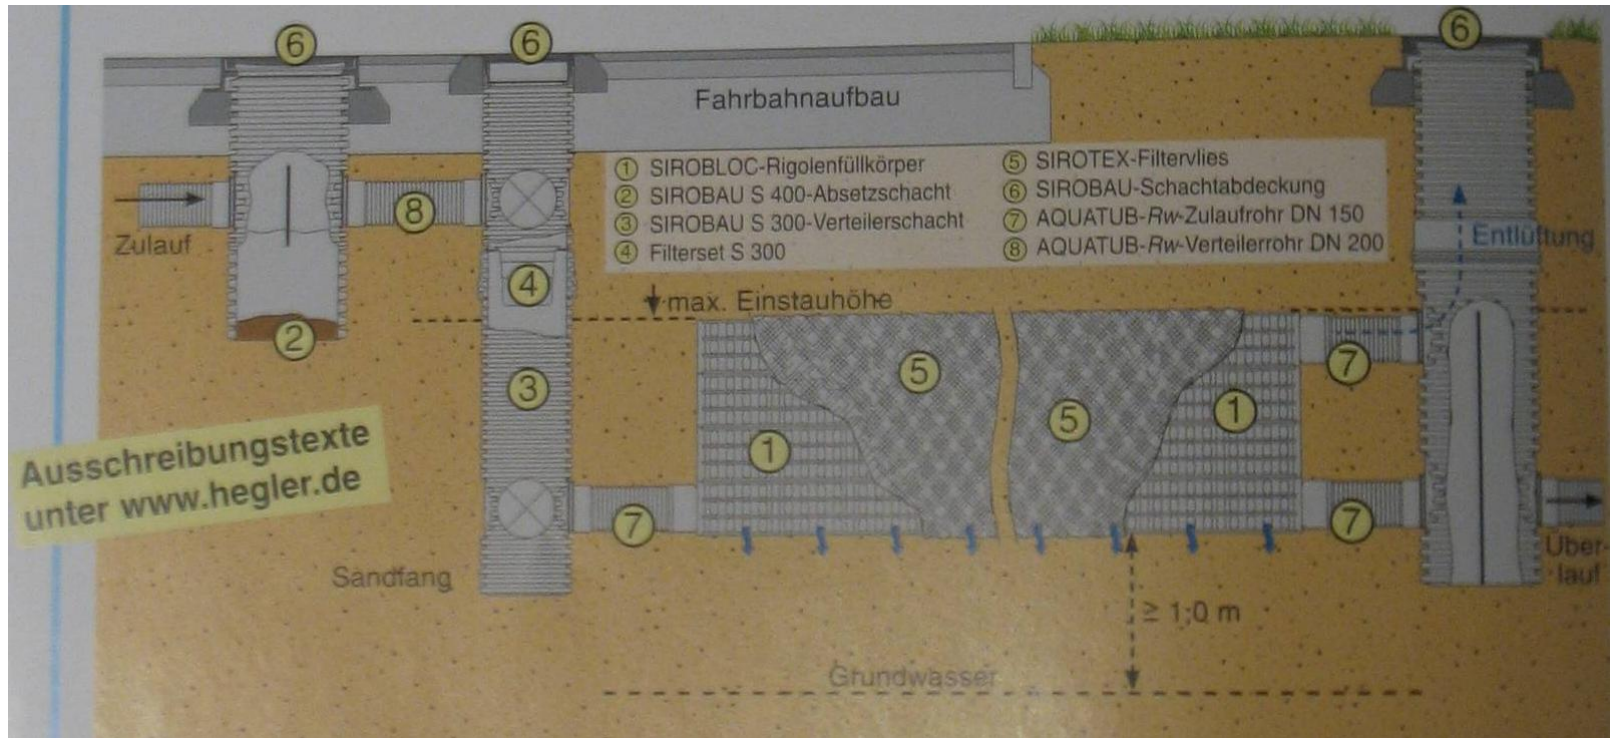 6
6
6
Fahrbahnaufbau
1 SIROBLOC-Rigolenfüllkörper
2 SIROBAU S 400-Absetzschacht
3 SIROBAU S 300-Verteilerschacht
4 Filterset S 300
5 SIROTEX-Filtervlies
6 SIROBAU-Schachtabdeckung
7 AQUATUB-Rw-Zulaufrohr DN 150
8 AQUATUB-Rw-Verteilerrohr DN 200
8
Zulauf
Entlüftung
4
max. Einstauhöhe
2
3
5
5
7
1
1
Ausschreibungstexte
unter www.hegler.de
7
7
Über-
lauf
Sandfang
≥ 1,0 m
Grundwasser